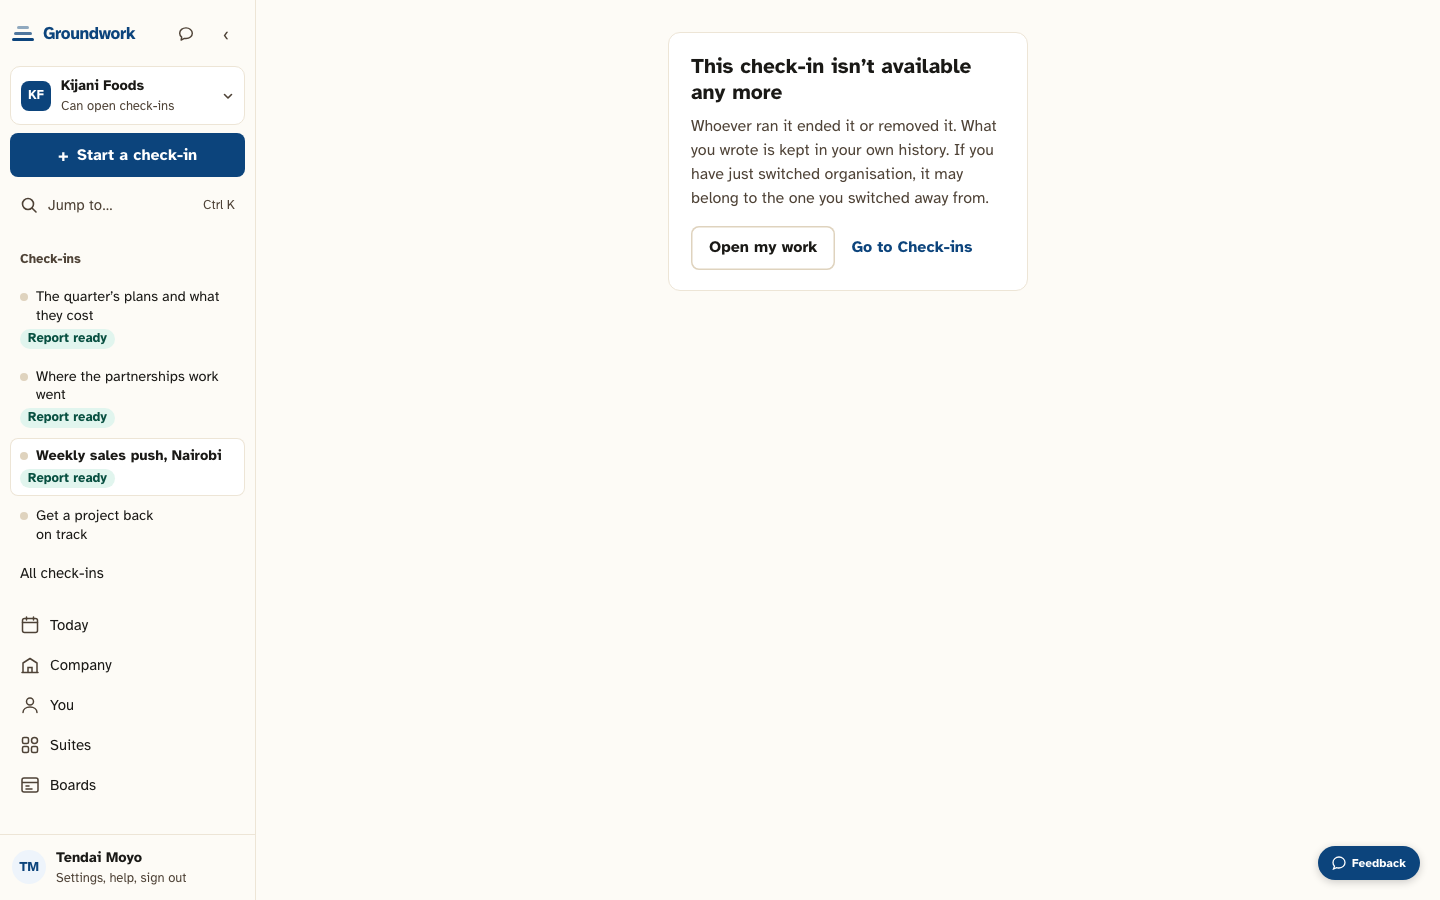 Groundwork
KF
Kijani Foods
Can open check-ins
+ Start a check-in
Jump to...
Ctrl K
Check-ins
The quarter’s plans and what
they cost
Report ready
Where the partnerships work
went
Report ready
Weekly sales push, Nairobi
Report ready
Get a project back
on track
All check-ins
Today
Company
You
Suites
Boards
TM
Tendai Moyo
Settings, help, sign out
This check-in isn’t available
any more
Whoever ran it ended it or removed it. What
you wrote is kept in your own history. If you
have just switched organisation, it may
belong to the one you switched away from.
Open my work
Go to Check-ins
Feedback